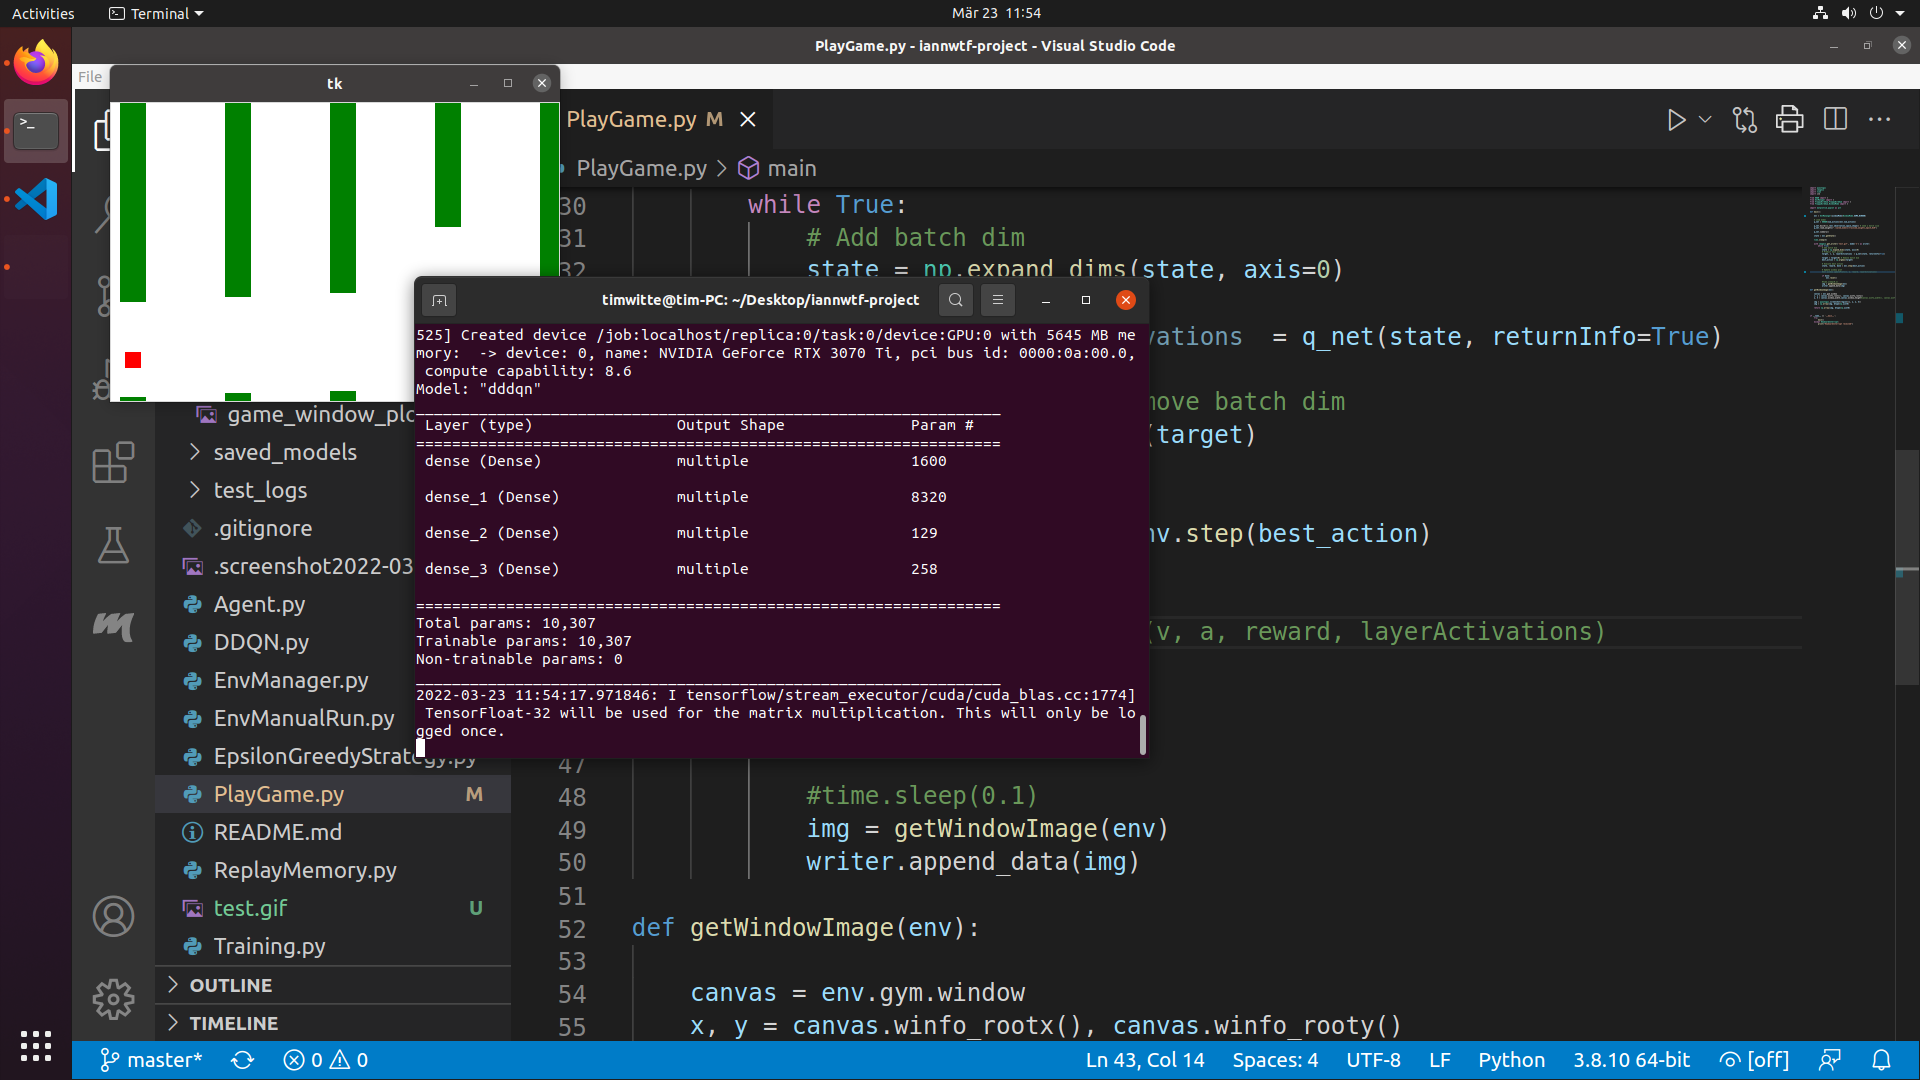 Activities
Terminal
Mär 23 11:54
PlayGame.py - iannwtf-project - Visual Studio Code
File
tk
PlayGame.py M
PlayGame.py > main
30 while True:
31 # Add batch dim
32 state = np.expand_dims(state, axis=0)
vations = q_net(state, returnInfo=True)
move batch dim
(target)
nv.step(best_action)
(v, a, reward, layerActivations)
47
48 #time.sleep(0.1)
49 img = getWindowImage(env)
50 writer.append_data(img)
51
52 def getWindowImage(env):
53
54 canvas = env.gym.window
55 x, y = canvas.winfo_rootx(), canvas.winfo_rooty()
timwitte@tim-PC: ~/Desktop/iannwtf-project
525] Created device /job:localhost/replica:0/task:0/device:GPU:0 with 5645 MB me
mory:  -> device: 0, name: NVIDIA GeForce RTX 3070 Ti, pci bus id: 0000:0a:00.0,
compute capability: 8.6
Model: "dddqn"
_________________________________________________________________
Layer (type) Output Shape Param #
=================================================================
dense (Dense) multiple 1600
dense_1 (Dense) multiple 8320
dense_2 (Dense) multiple 129
dense_3 (Dense) multiple 258
=================================================================
Total params: 10,307
Trainable params: 10,307
Non-trainable params: 0
_________________________________________________________________
2022-03-23 11:54:17.971846: I tensorflow/stream_executor/cuda/cuda_blas.cc:1774]
TensorFloat-32 will be used for the matrix multiplication. This will only be lo
gged once.
game_window_plo
saved_models
test_logs
.gitignore
.screenshot2022-03
Agent.py
DDQN.py
EnvManager.py
EnvManualRun.py
EpsilonGreedyStrategy.py
PlayGame.py M
README.md
ReplayMemory.py
test.gif U
Training.py
OUTLINE
TIMELINE
master* 0 0
Ln 43, Col 14 Spaces: 4 UTF-8 LF Python 3.8.10 64-bit [off]